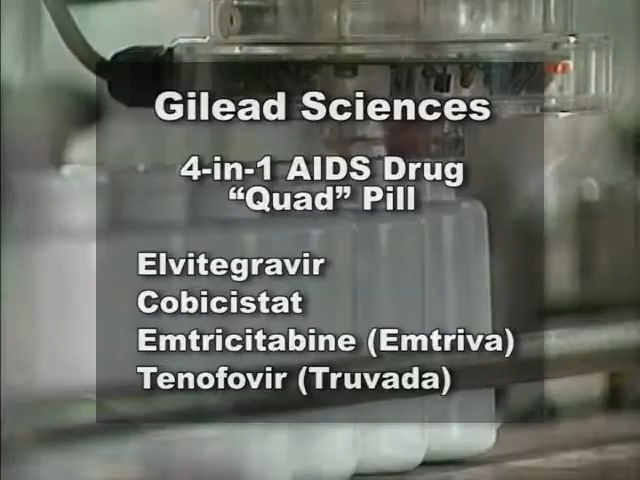 Gilead Sciences
4-in-1 AIDS Drug
“Quad” Pill
Elvitegravir
Cobicistat
Emtricitabine (Emtriva)
Tenofovir (Truvada)